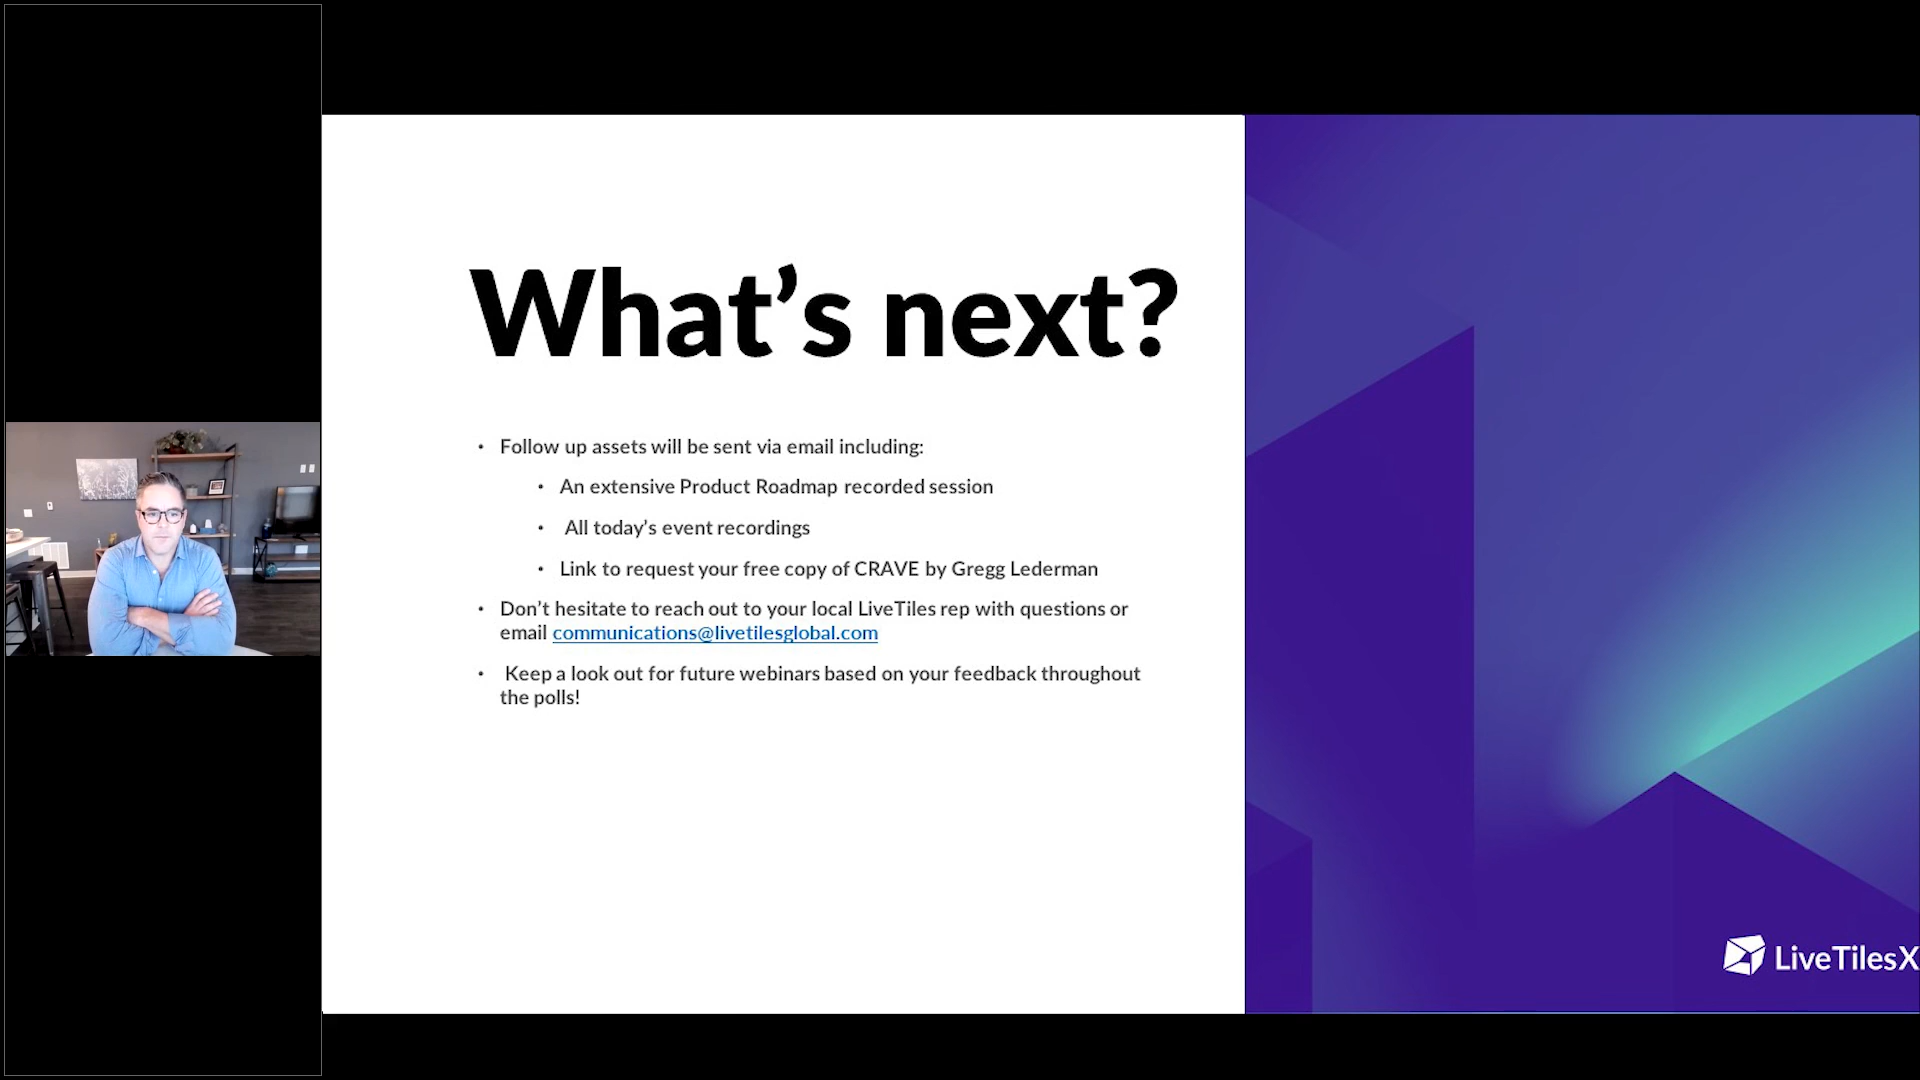 What’s next?
• Follow up assets will be sent via email including:
• An extensive Product Roadmap recorded session
• All today’s event recordings
• Link to request your free copy of CRAVE by Gregg Lederman
• Don’t hesitate to reach out to your local LiveTiles rep with questions or
email communications@livetilesglobal.com
• Keep a look out for future webinars based on your feedback throughout
the polls!
LiveTilesX